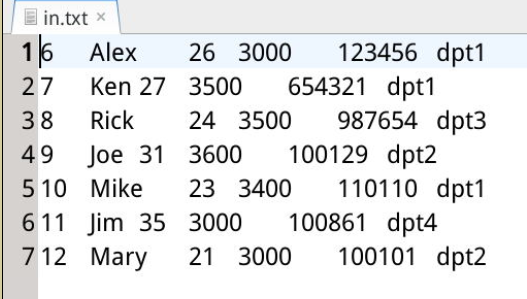 in.txt ×
1 6 Alex 26 3000 123456 dpt1
2 7 Ken 27 3500 654321 dpt1
3 8 Rick 24 3500 987654 dpt3
4 9 Joe 31 3600 100129 dpt2
5 10 Mike 23 3400 110110 dpt1
6 11 Jim 35 3000 100861 dpt4
7 12 Mary 21 3000 100101 dpt2